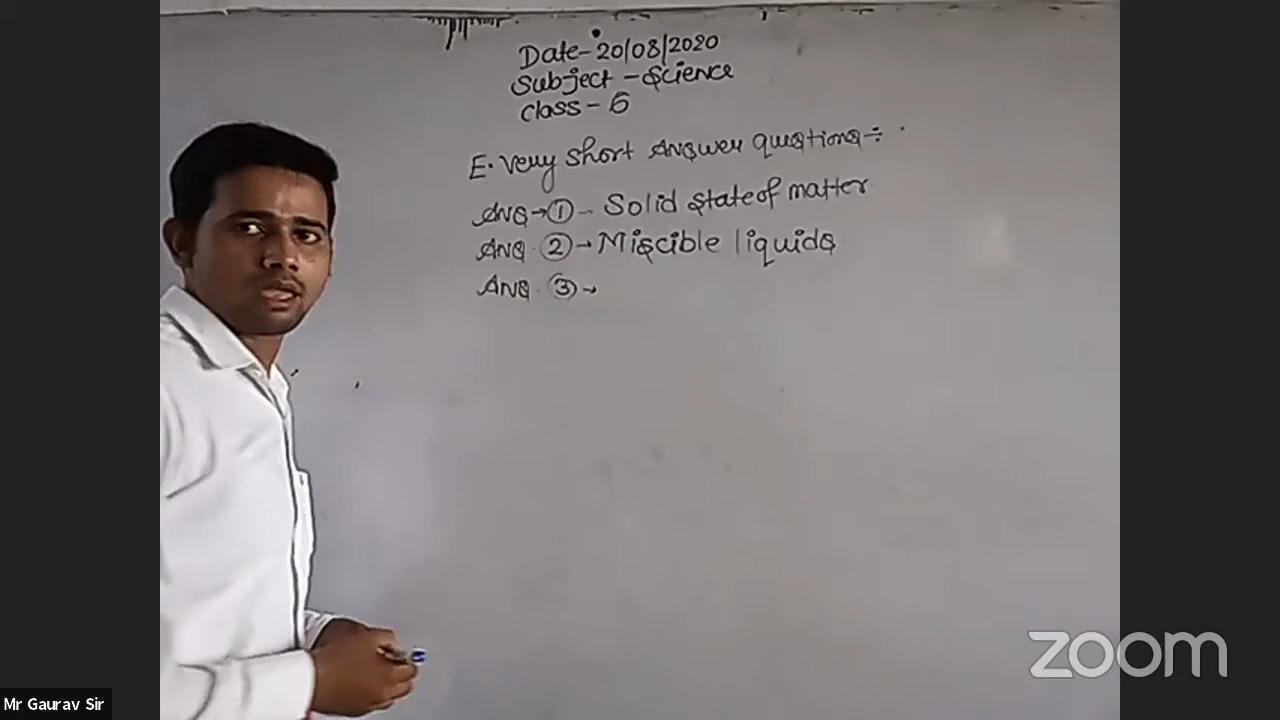 Date-20/08/2020
Subject-Science
Class-6
E. Very short Answer questions÷
Ans→① - Solid state of matter
Ans ②→Miscible liquids
Ans ③→
zoom
Mr Gaurav Sir